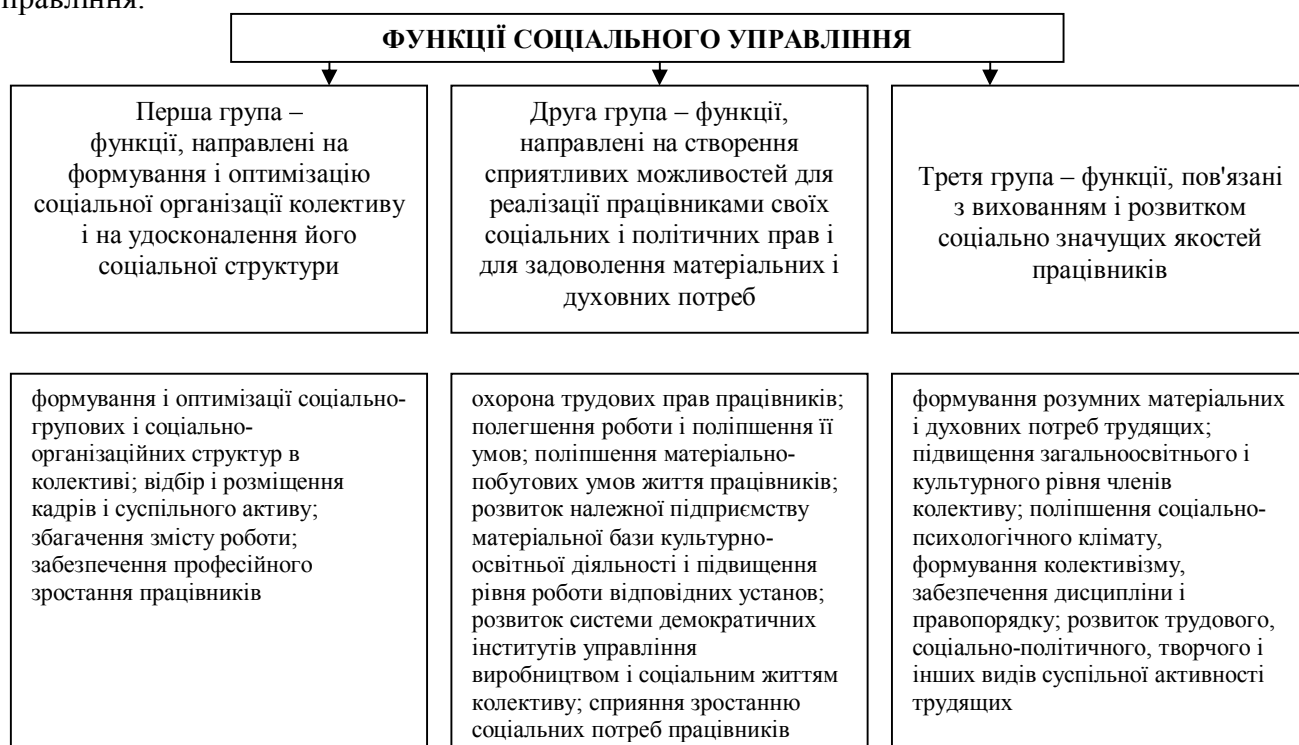 правління.
ФУНКЦІЇ СОЦІАЛЬНОГО УПРАВЛІННЯ
Перша група –
функції, направлені на
формування і оптимізацію
соціальної організації колективу
і на удосконалення його
соціальної структури
Друга група – функції,
направлені на створення
сприятливих можливостей для
реалізації працівниками своїх
соціальних і політичних прав і
для задоволення матеріальних і
духовних потреб
Третя група – функції, пов'язані
з вихованням і розвитком
соціально значущих якостей
працівників
формування і оптимізації соціально-
групових і соціально-
організаційних структур в
колективі; відбір і розміщення
кадрів і суспільного активу;
збагачення змісту роботи;
забезпечення професійного
зростання працівників
охорона трудових прав працівників;
полегшення роботи і поліпшення її
умов; поліпшення матеріально-
побутових умов життя працівників;
розвиток належної підприємству
матеріальної бази культурно-
освітньої діяльності і підвищення
рівня роботи відповідних установ;
розвиток системи демократичних
інститутів управління
виробництвом і соціальним життям
колективу; сприяння зростанню
соціальних потреб працівників
формування розумних матеріальних
і духовних потреб трудящих;
підвищення загальноосвітнього і
культурного рівня членів
колективу; поліпшення соціально-
психологічного клімату,
формування колективізму,
забезпечення дисципліни і
правопорядку; розвиток трудового,
соціально-політичного, творчого і
інших видів суспільної активності
трудящих